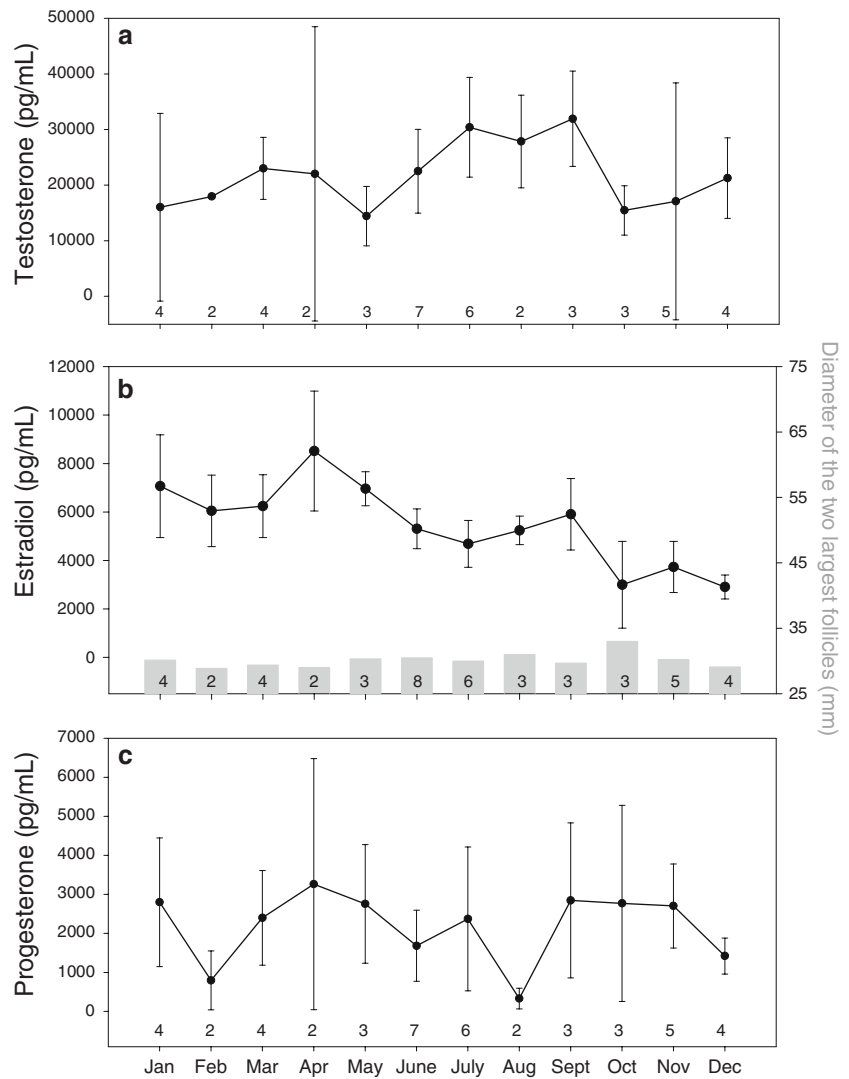 a
Testosterone (pg/mL)
50000
40000
30000
20000
10000
0
4 2 4 2 3 7 6 2 3 3 5 4
b
Estradiol (pg/mL)
12000
10000
8000
6000
4000
2000
0
75
65
55
45
35
25
Diameter of the two largest follicles (mm)
4 2 4 2 3 8 6 3 3 3 5 4
c
Progesterone (pg/mL)
7000
6000
5000
4000
3000
2000
1000
0
4 2 4 2 3 7 6 2 3 3 5 4
Jan Feb Mar Apr May June July Aug Sept Oct Nov Dec